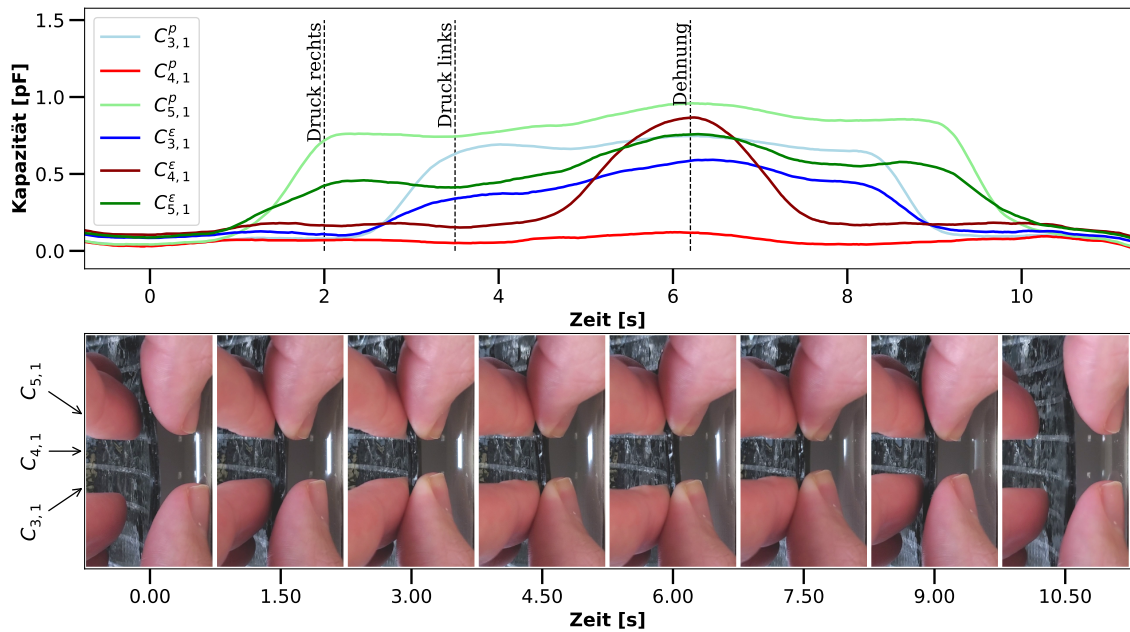 Kapazität [pF]
1.5
1.0
0.5
0.0
C^p_{3,1}
C^p_{4,1}
C^p_{5,1}
C^ε_{3,1}
C^ε_{4,1}
C^ε_{5,1}
Druck rechts
Druck links
Dehnung
0 2 4 6 8 10
Zeit [s]
C_{5,1}
C_{4,1}
C_{3,1}
0.00 1.50 3.00 4.50 6.00 7.50 9.00 10.50
Zeit [s]